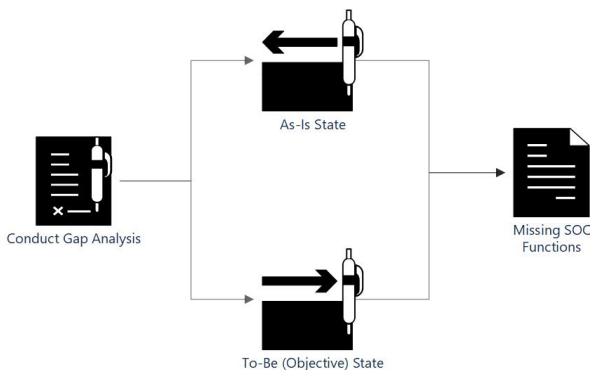 As-Is State
Conduct Gap Analysis
Missing SOC
Functions
To-Be (Objective) State